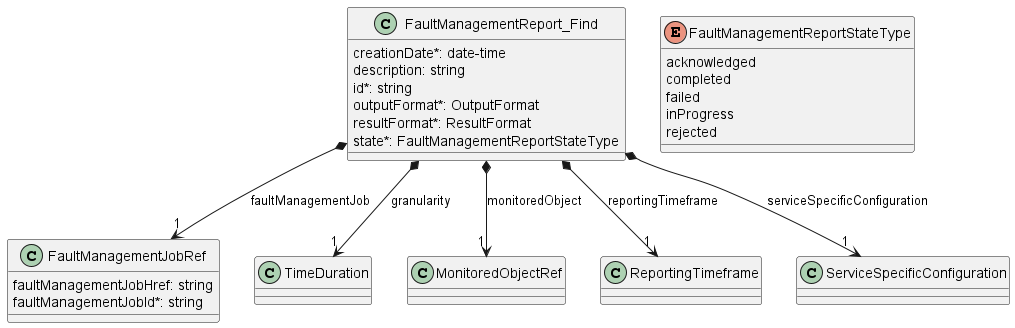 C FaultManagementReport_Find
creationDate*: date-time
description: string
id*: string
outputFormat*: OutputFormat
resultFormat*: ResultFormat
state*: FaultManagementReportStateType
E FaultManagementReportStateType
acknowledged
completed
failed
inProgress
rejected
faultManagementJob
granularity
monitoredObject
reportingTimeframe
serviceSpecificConfiguration
1
1
1
1
1
C FaultManagementJobRef
faultManagementJobHref: string
faultManagementJobId*: string
C TimeDuration
C MonitoredObjectRef
C ReportingTimeframe
C ServiceSpecificConfiguration